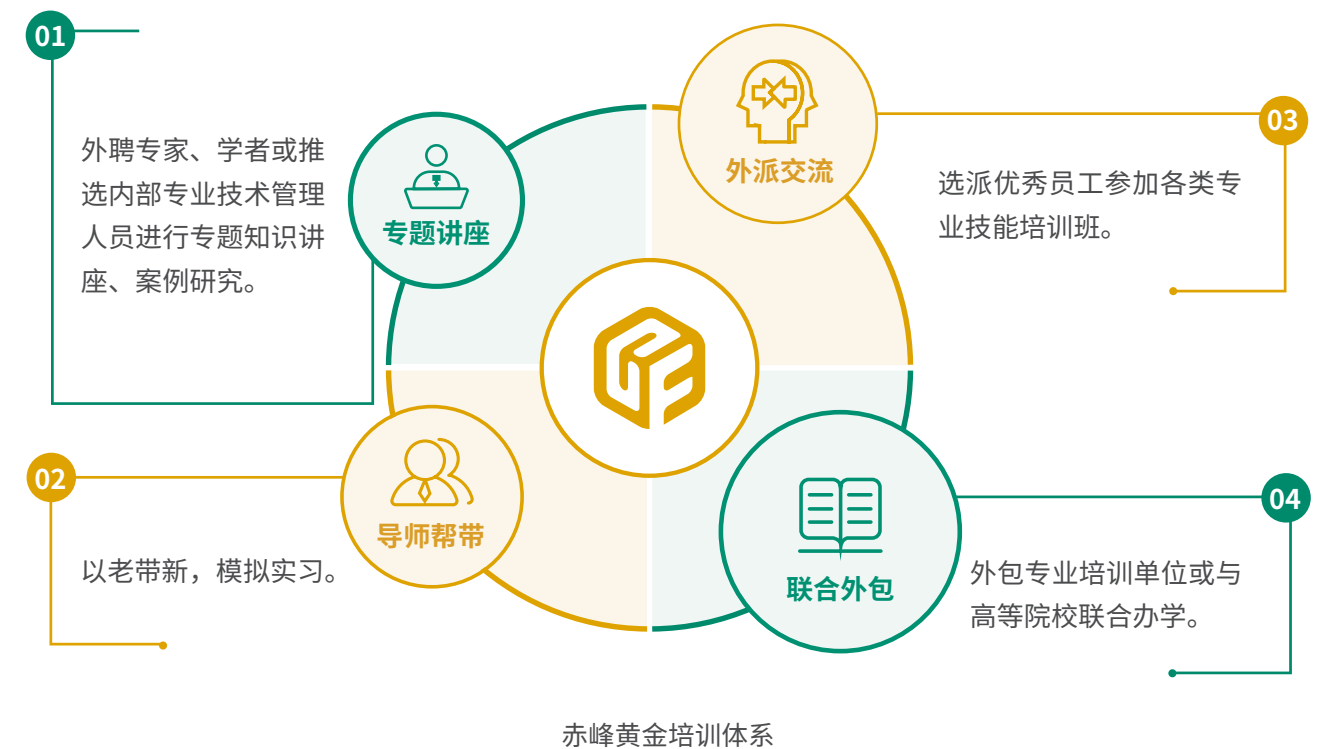 01
专题讲座
外聘专家、学者或推
选内部专业技术管理
人员进行专题知识讲
座、案例研究。
02
导师帮带
以老带新，模拟实习。
03
外派交流
选派优秀员工参加各类专
业技能培训班。
04
联合外包
外包专业培训单位或与
高等院校联合办学。
赤峰黄金培训体系